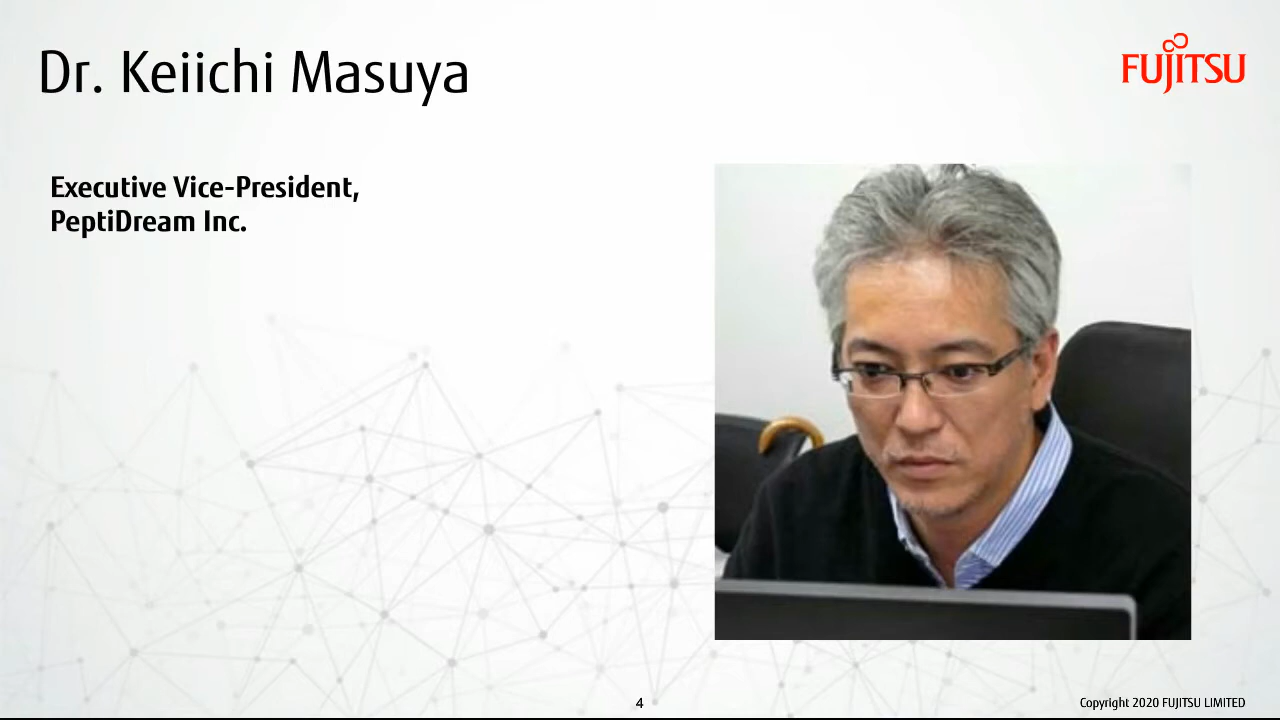 Dr. Keiichi Masuya
FUJITSU
Executive Vice-President,
PeptiDream Inc.
4
Copyright 2020 FUJITSU LIMITED